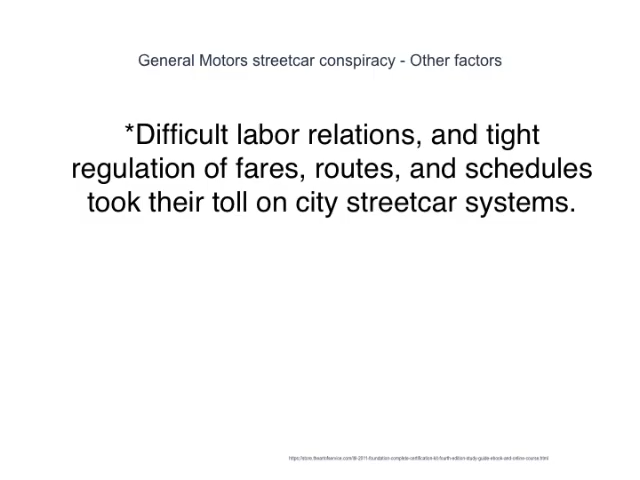 General Motors streetcar conspiracy - Other factors
*Difficult labor relations, and tight
regulation of fares, routes, and schedules
took their toll on city streetcar systems.